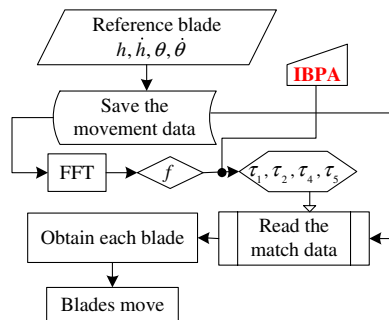 Reference blade
h, ḣ, θ, θ̇
IBPA
Save the
movement data
FFT
f
τ₁, τ₂, τ₄, τ₅
Obtain each blade
Read the
match data
Blades move